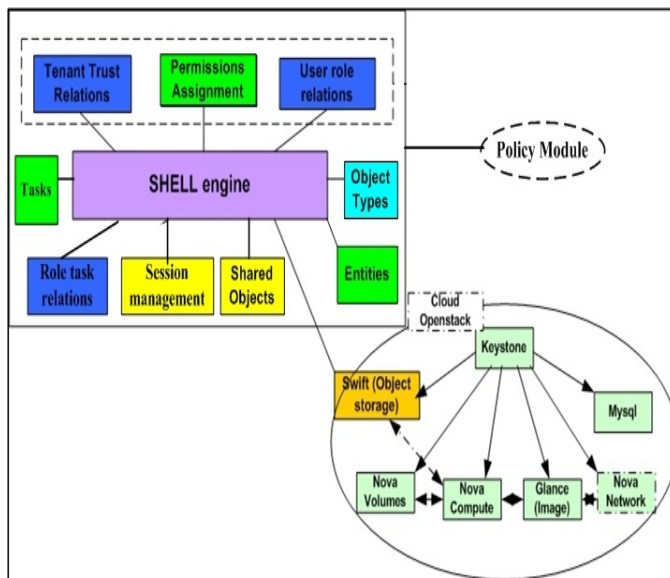 Tenant Trust
Relations
Permissions
Assignment
User role
relations
Policy Module
SHELL engine
Tasks
Object
Types
Role task
relations
Session
management
Shared
Objects
Entities
Cloud
Openstack
Keystone
Swift (Object
storage)
Mysql
Nova
Volumes
Nova
Compute
Glance
(Image)
Nova
Network